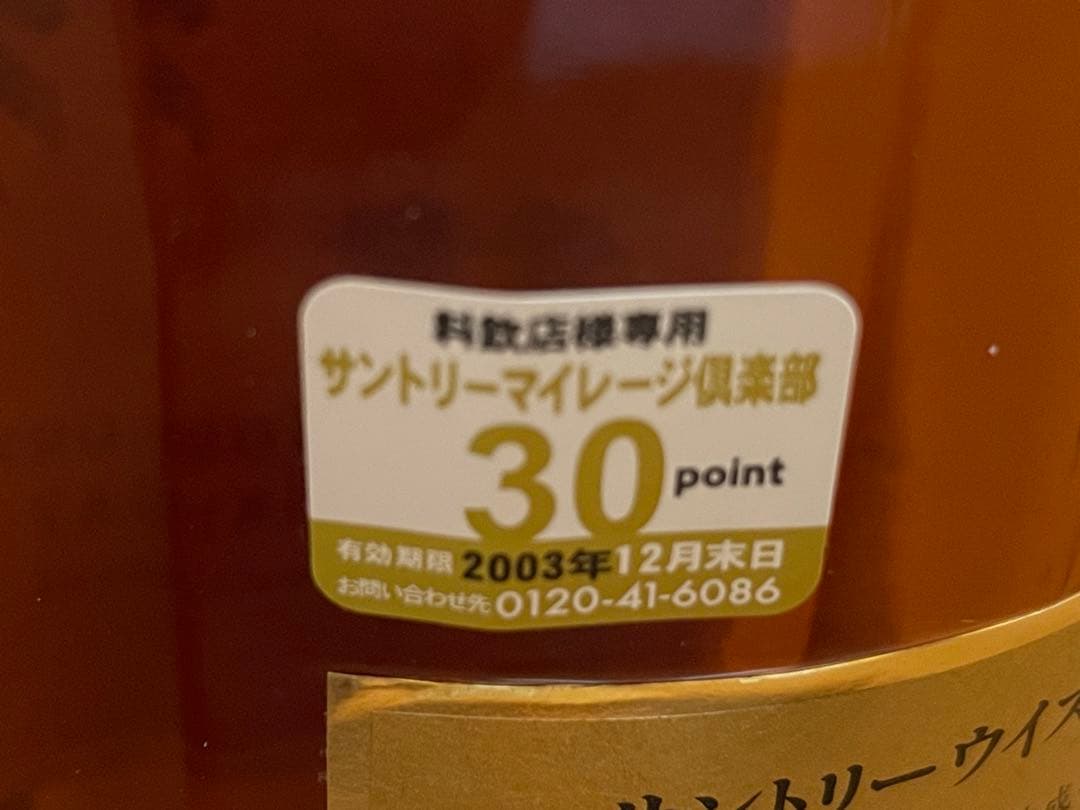 料飲店様専用
サントリーマイレージ倶楽部
30 point
有効期限 2003年12月末日
お問い合わせ先 0120-41-6086
サントリーウイス